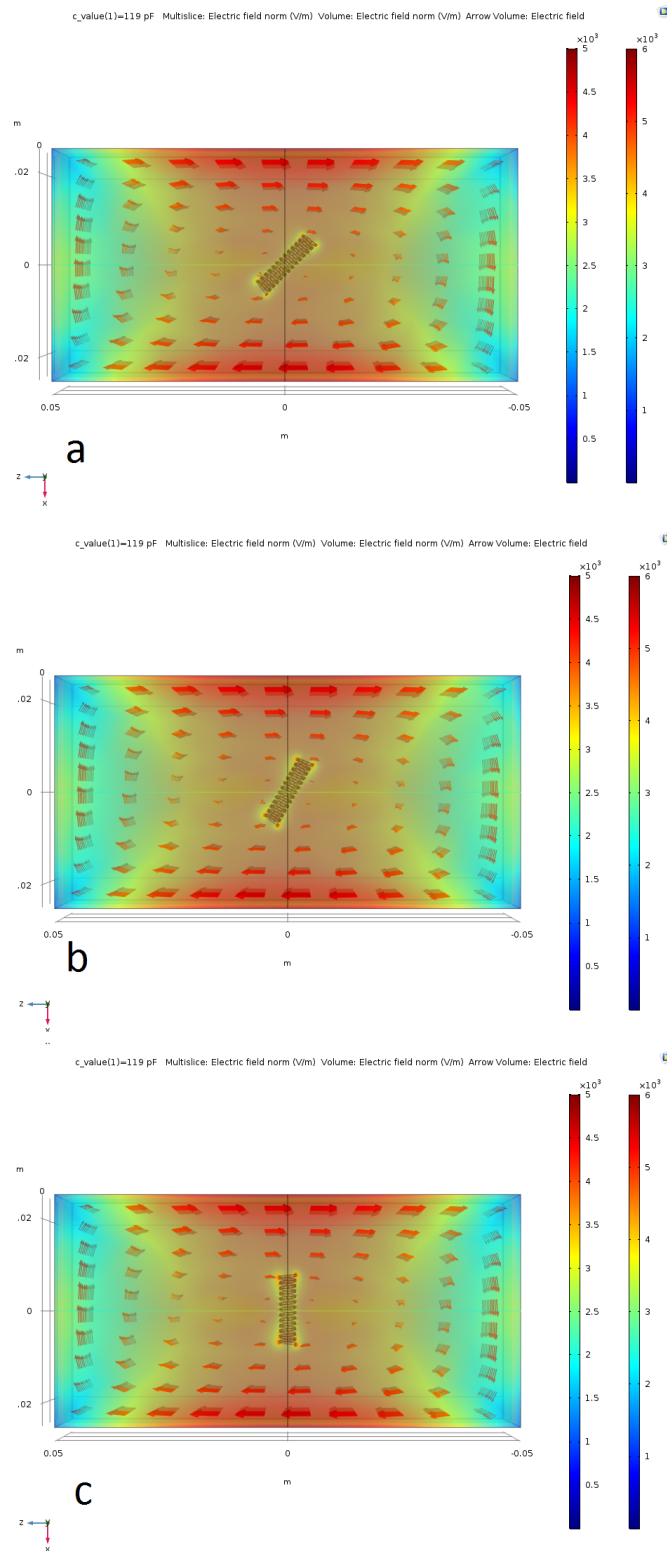 c_value(1)=119 pF Multislice: Electric field norm (V/m) Volume: Electric field norm (V/m) Arrow Volume: Electric field
×10³ ×10³
5 6
4.5
4 5
3.5
3 4
2.5
2 3
1.5 2
1
0.5 1
m
0
.02
0
.02
0.05 0 -0.05
m
a
z y
x
c_value(1)=119 pF Multislice: Electric field norm (V/m) Volume: Electric field norm (V/m) Arrow Volume: Electric field
×10³ ×10³
5 6
4.5
4 5
3.5
3 4
2.5
2 3
1.5 2
1
0.5 1
m
0
.02
0
.02
0.05 0 -0.05
m
b
z y
x
c_value(1)=119 pF Multislice: Electric field norm (V/m) Volume: Electric field norm (V/m) Arrow Volume: Electric field
×10³ ×10³
5 6
4.5
4 5
3.5
3 4
2.5
2 3
1.5 2
1
0.5 1
m
0
.02
0
.02
0.05 0 -0.05
m
c
z y
x